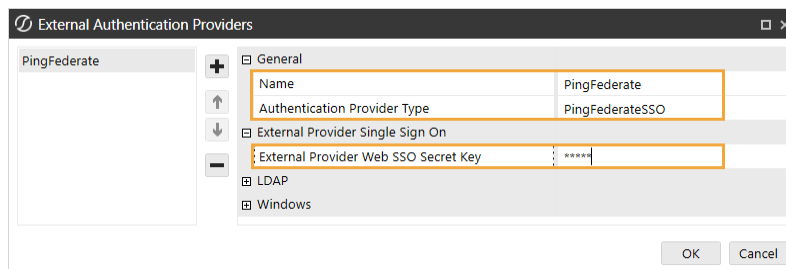 External Authentication Providers
PingFederate
General
Name PingFederate
Authentication Provider Type PingFederateSSO
External Provider Single Sign On
External Provider Web SSO Secret Key *****
LDAP
Windows
OK Cancel